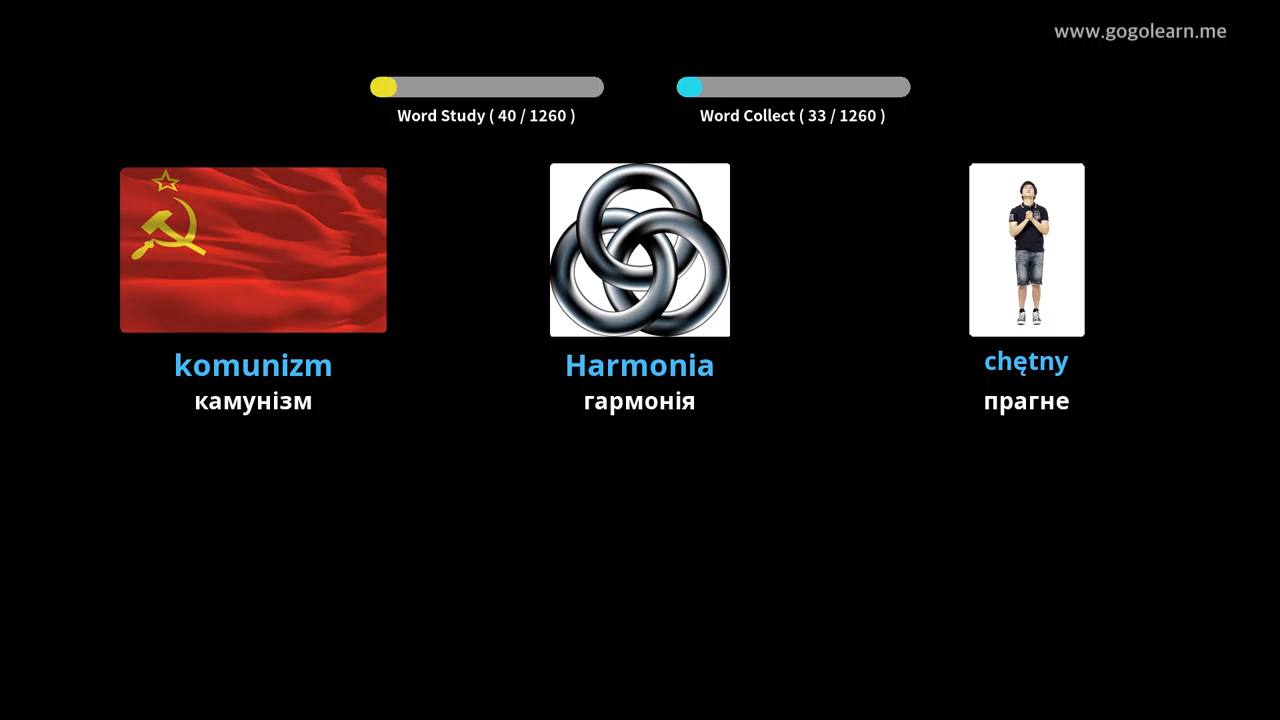 www.gogolearn.me
Word Study ( 40 / 1260 )
Word Collect ( 33 / 1260 )
komunizm
камунізм
Harmonia
гармонія
chętny
прагне